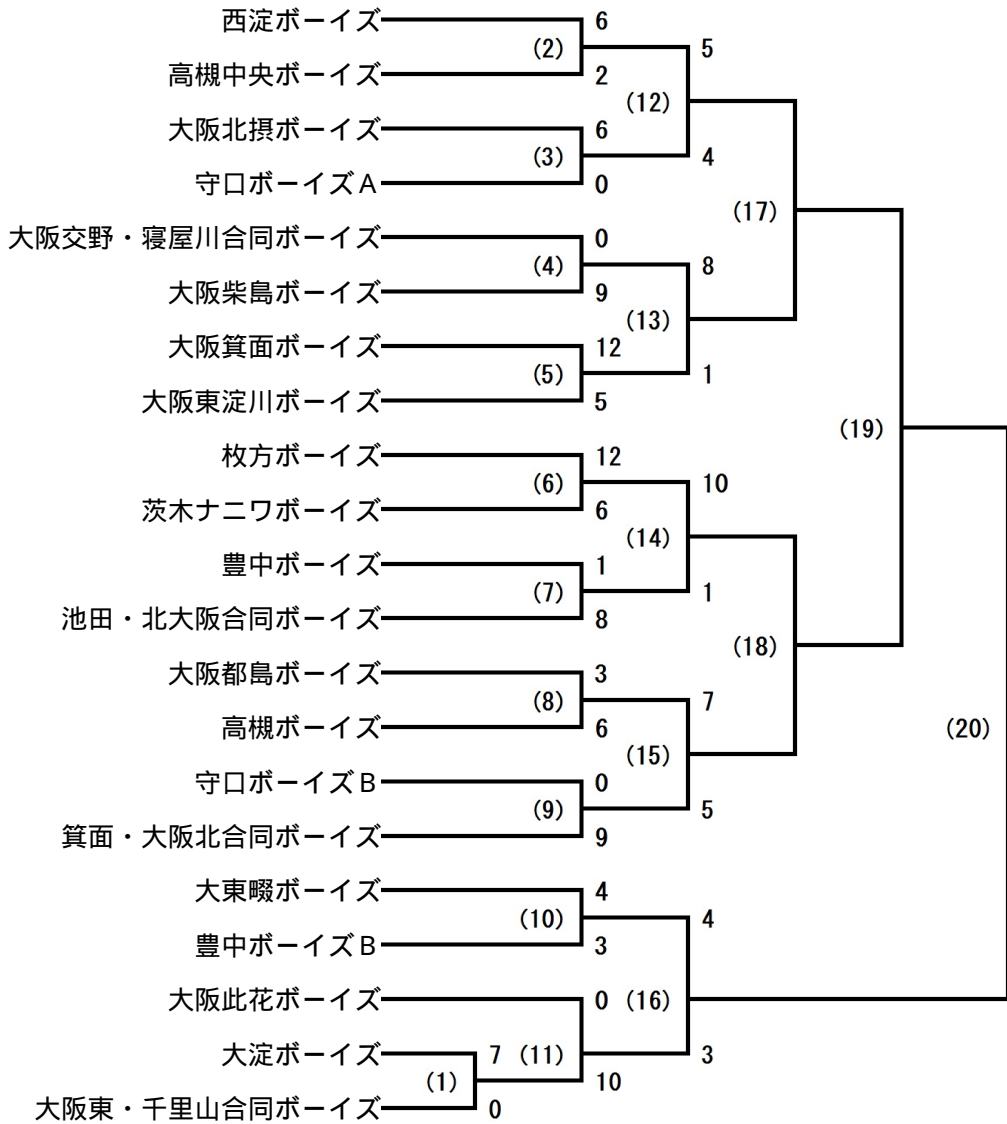 西淀ボーイズ 6
(2) 5
高槻中央ボーイズ 2
(12)
大阪北摂ボーイズ 6
(3) 4
守口ボーイズA 0
(17)
大阪交野・寝屋川合同ボーイズ 0
(4) 8
大阪柴島ボーイズ 9
(13)
大阪箕面ボーイズ 12
(5) 1
大阪東淀川ボーイズ 5
(19)
枚方ボーイズ 12
(6) 10
茨木ナニワボーイズ 6
(14)
豊中ボーイズ 1
(7) 1
池田・北大阪合同ボーイズ 8
(18)
大阪都島ボーイズ 3
(8) 7
高槻ボーイズ 6
(20)
(15)
守口ボーイズB 0
(9) 5
箕面・大阪北合同ボーイズ 9
大東畷ボーイズ 4
(10) 4
豊中ボーイズB 3
大阪此花ボーイズ 0 (16)
大淀ボーイズ 7 (11) 3
(1) 10
大阪東・千里山合同ボーイズ 0